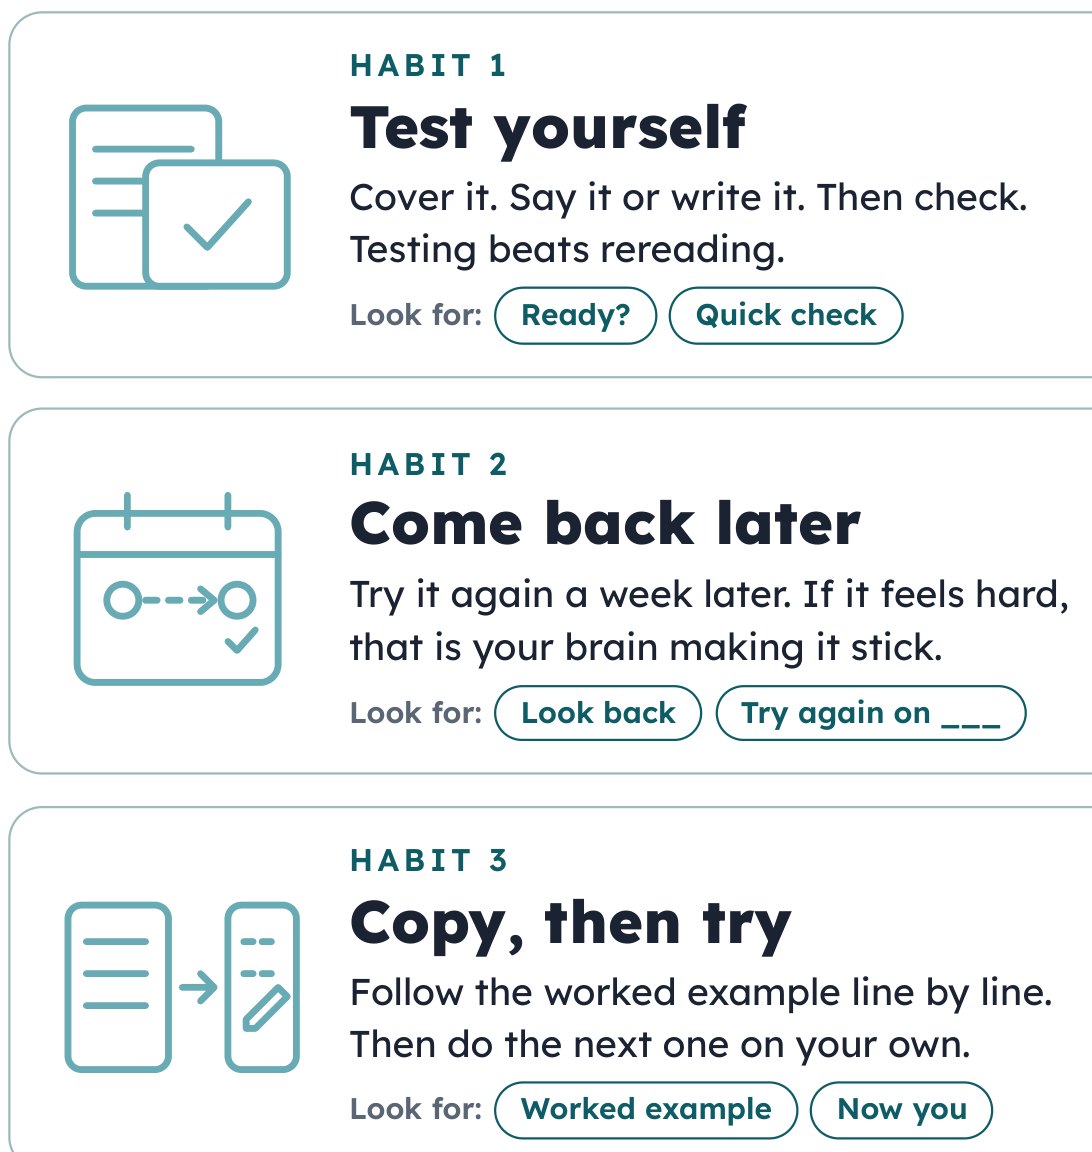 HABIT 1
Test yourself
Cover it. Say it or write it. Then check.
Testing beats rereading.
Look for: Ready? Quick check
HABIT 2
Come back later
Try it again a week later. If it feels hard,
that is your brain making it stick.
Look for: Look back Try again on ___
HABIT 3
Copy, then try
Follow the worked example line by line.
Then do the next one on your own.
Look for: Worked example Now you